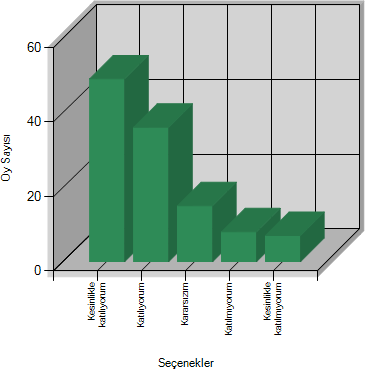 60
40
20
0
Oy Sayısı
Kesinlikle
katılıyorum
Katılıyorum
Kararsızım
Katılmıyorum
Kesinlikle
katılmıyorum
Seçenekler